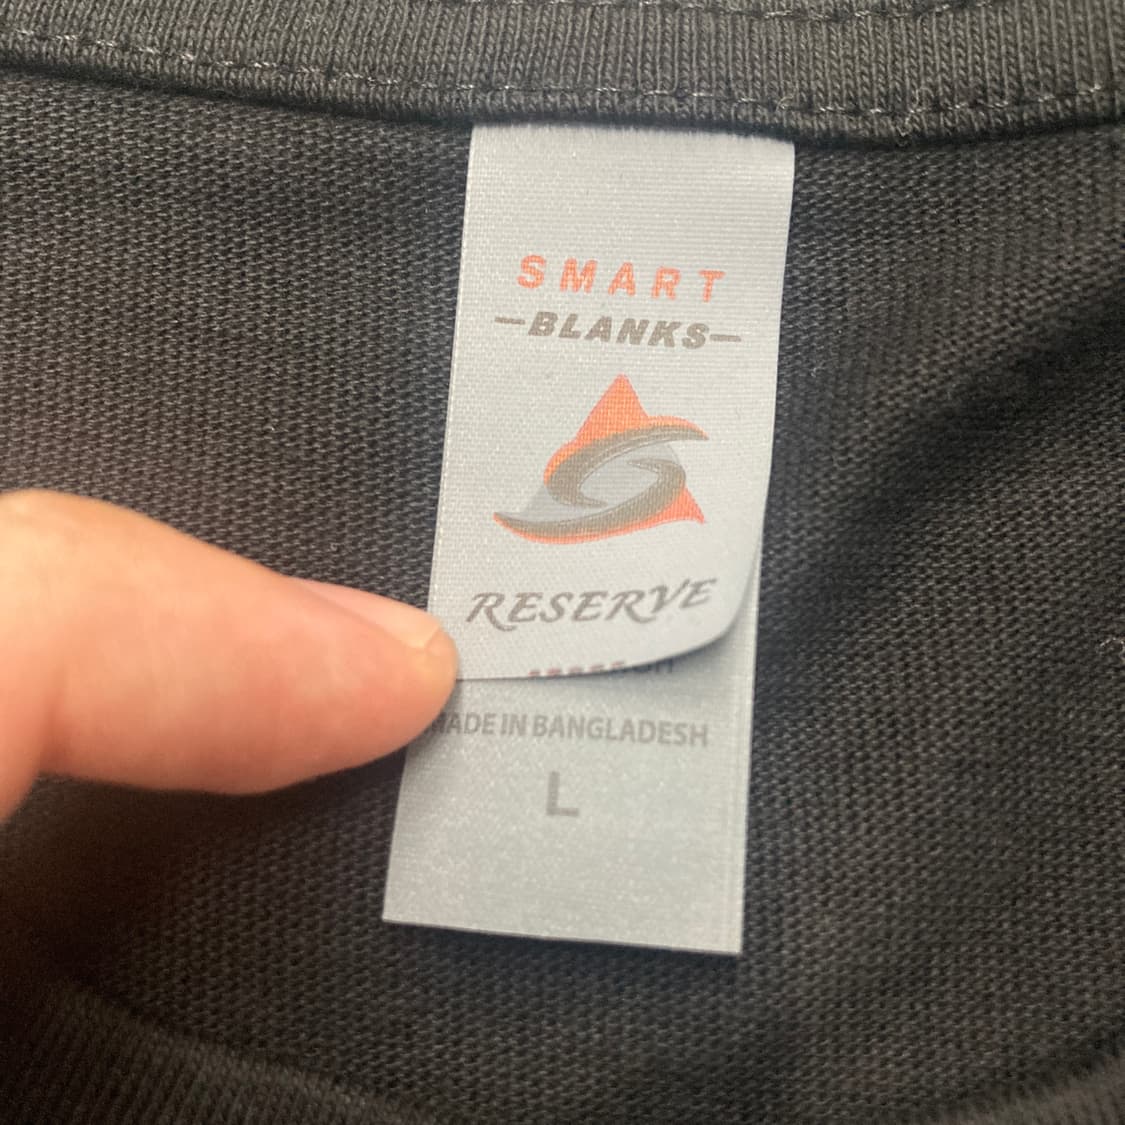 SMART
—BLANKS—
RESERVE
MADE IN BANGLADESH
L